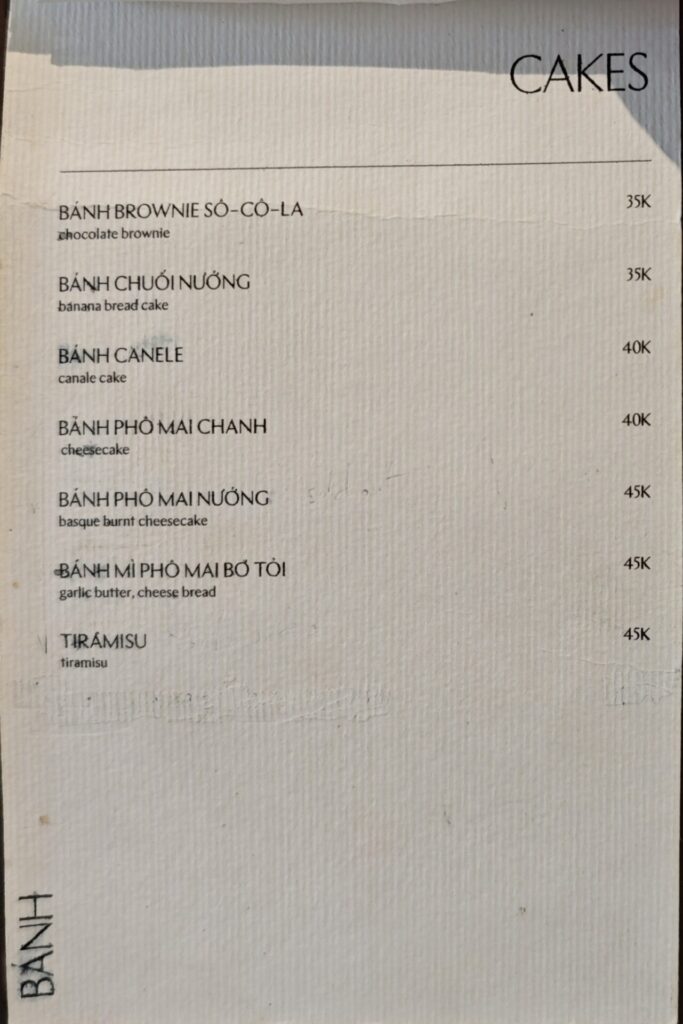 CAKES
BÁNH BROWNIE SÔ-CÔ-LA 35K
chocolate brownie
BÁNH CHUỐI NƯỚNG 35K
banana bread cake
BÁNH CANELE 40K
canale cake
BÁNH PHÔ MAI CHANH 40K
cheesecake
BÁNH PHÔ MAI NƯỚNG 45K
basque burnt cheesecake
BÁNH MÌ PHÔ MAI BƠ TỎI 45K
garlic butter, cheese bread
TIRÁMISU 45K
tiramisu
BÁNH